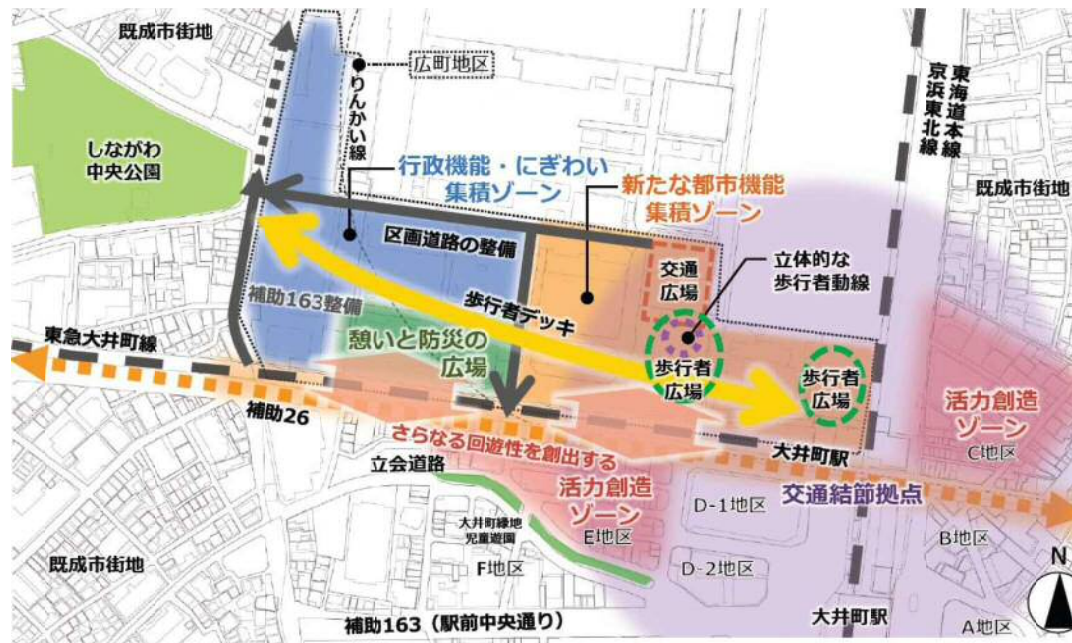 既成市街地
広町地区
りんかい線
東海道本線
京浜東北線
しながわ
中央公園
行政機能・にぎわい
集積ゾーン
新たな都市機能
集積ゾーン
既成市街地
区画道路の整備
交通
広場
立体的な
歩行者動線
補助163整備
歩行者デッキ
憩いと防災の
広場
歩行者
広場
歩行者
広場
東急大井町線
補助26
活力創造
ゾーン
C地区
さらなる回遊性を創出する
大井町駅
立会道路
活力創造
ゾーン
E地区
交通結節拠点
D-1地区
大井町緑地
児童遊園
F地区
D-2地区
B地区
既成市街地
N
補助163（駅前中央通り）
大井町駅
A地区